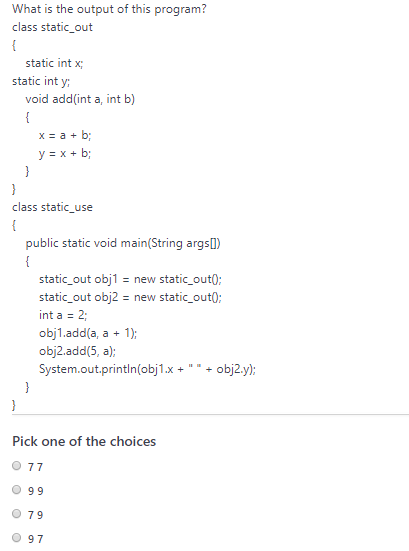 What is the output of this program?
class static_out
{
static int x;
static int y;
void add(int a, int b)
{
x = a + b;
y = x + b;
}
}
class static_use
{
public static void main(String args[])
{
static_out obj1 = new static_out();
static_out obj2 = new static_out();
int a = 2;
obj1.add(a, a + 1);
obj2.add(5, a);
System.out.println(obj1.x + " " + obj2.y);
}
}
Pick one of the choices
7 7
9 9
7 9
9 7